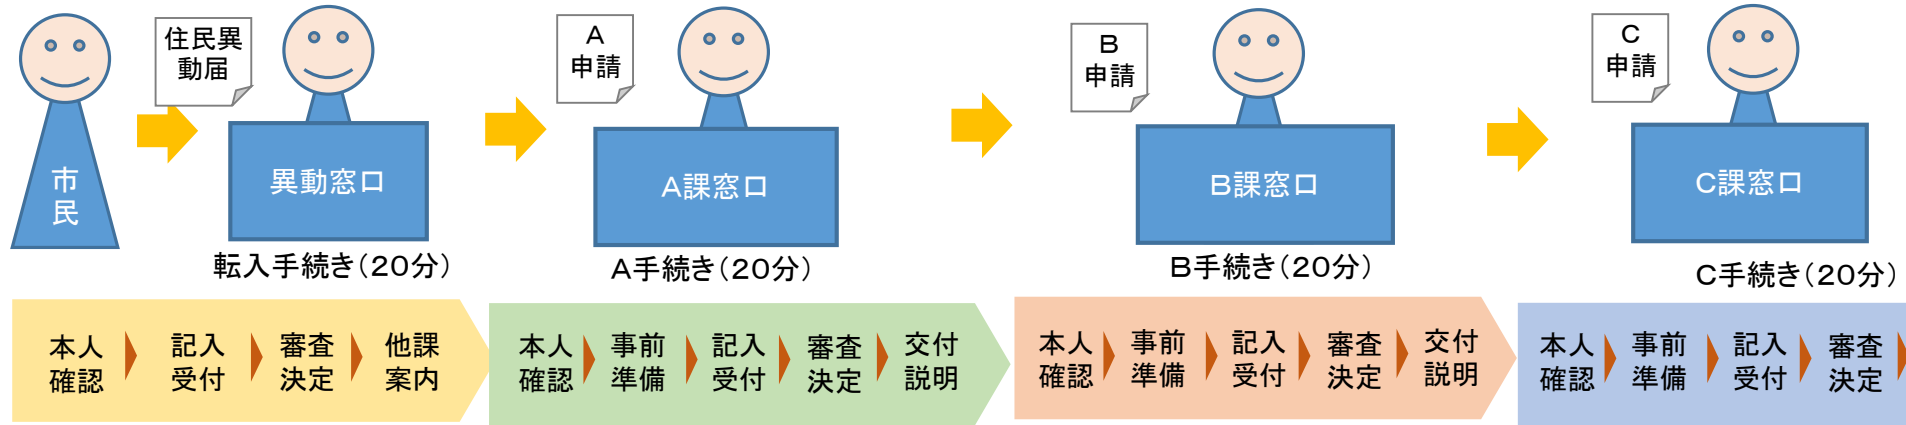 住民異
動届
A
申請
B
申請
C
申請
市
民
異動窓口
A課窓口
B課窓口
C課窓口
転入手続き(20分)
A手続き(20分)
B手続き(20分)
C手続き(20分)
本人
確認
記入
受付
審査
決定
他課
案内
本人
確認
事前
準備
記入
受付
審査
決定
交付
説明
本人
確認
事前
準備
記入
受付
審査
決定
交付
説明
本人
確認
事前
準備
記入
受付
審査
決定